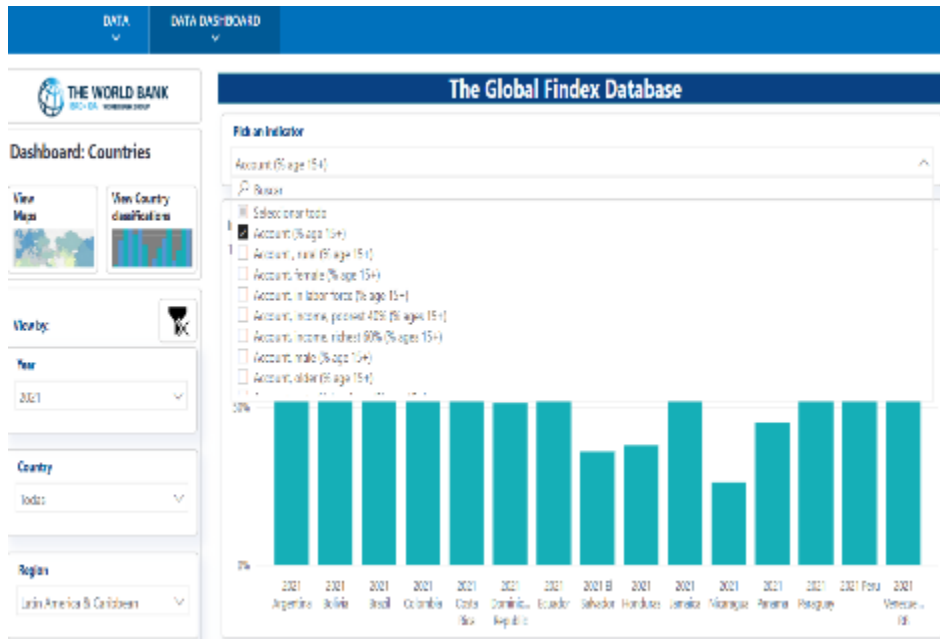 DATA
DATA DASHBOARD
THE WORLD BANK
The Global Findex Database
Pick an indicator
Account (% age 15+)
Dashboard: Countries
Buscar
View
Maps
View Country
classifications
Seleccionar todo
Account (% age 15+)
Account, rural (% age 15+)
Account, female (% age 15+)
Account, in labor force (% age 15+)
Account, income, poorest 40% (% ages 15+)
Account, income, richest 60% (% ages 15+)
Account, male (% age 15+)
Account, older (% age 15+)
View by:
Year
2021
Country
Todas
Region
Latin America & Caribbean
50%
0%
2021 Argentina
2021 Bolivia
2021 Brazil
2021 Colombia
2021 Costa Rica
2021 Dominic... Republic
2021 Ecuador
2021 El Salvador
2021 Honduras
2021 Jamaica
2021 Nicaragua
2021 Panama
2021 Paraguay
2021 Peru
2021 Venezue... RB